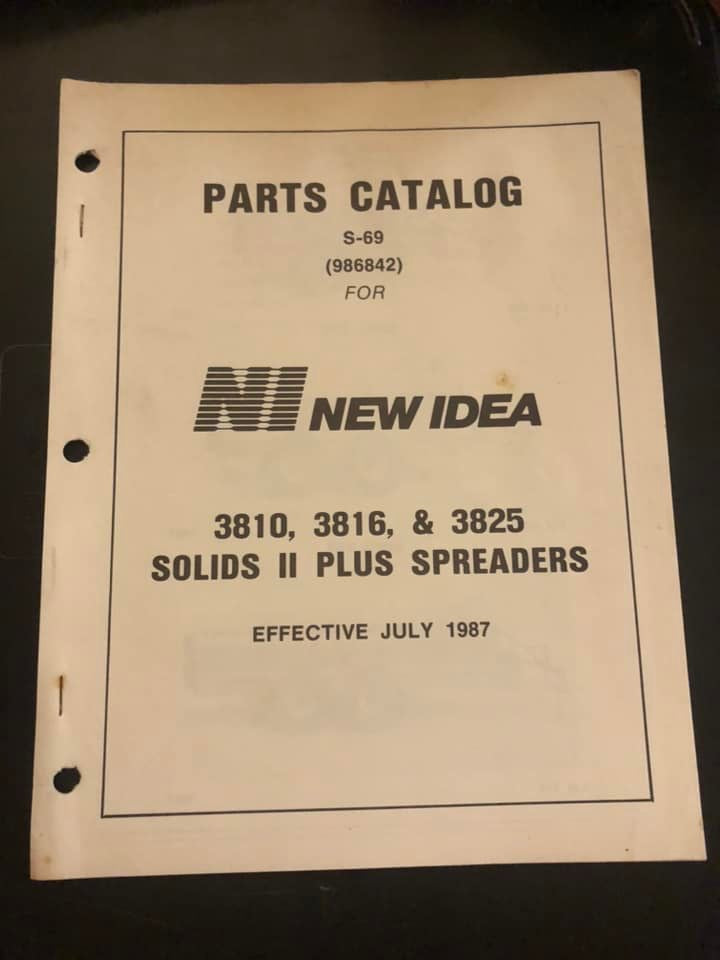 PARTS CATALOG
S-69
(986842)
FOR
NI NEW IDEA
3810, 3816, & 3825
SOLIDS II PLUS SPREADERS
EFFECTIVE JULY 1987